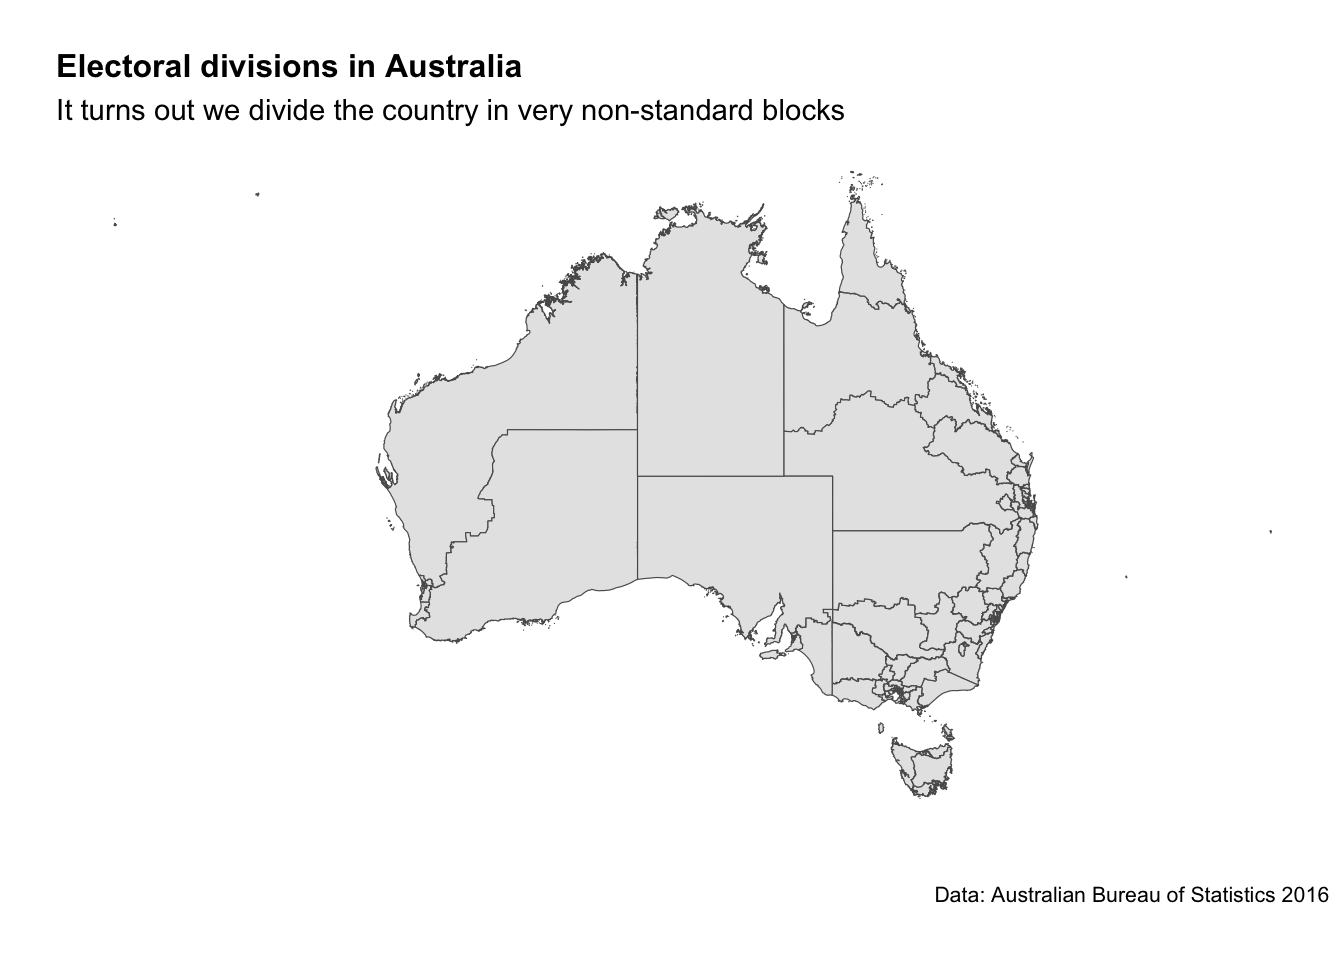 Electoral divisions in Australia
It turns out we divide the country in very non-standard blocks
Data: Australian Bureau of Statistics 2016